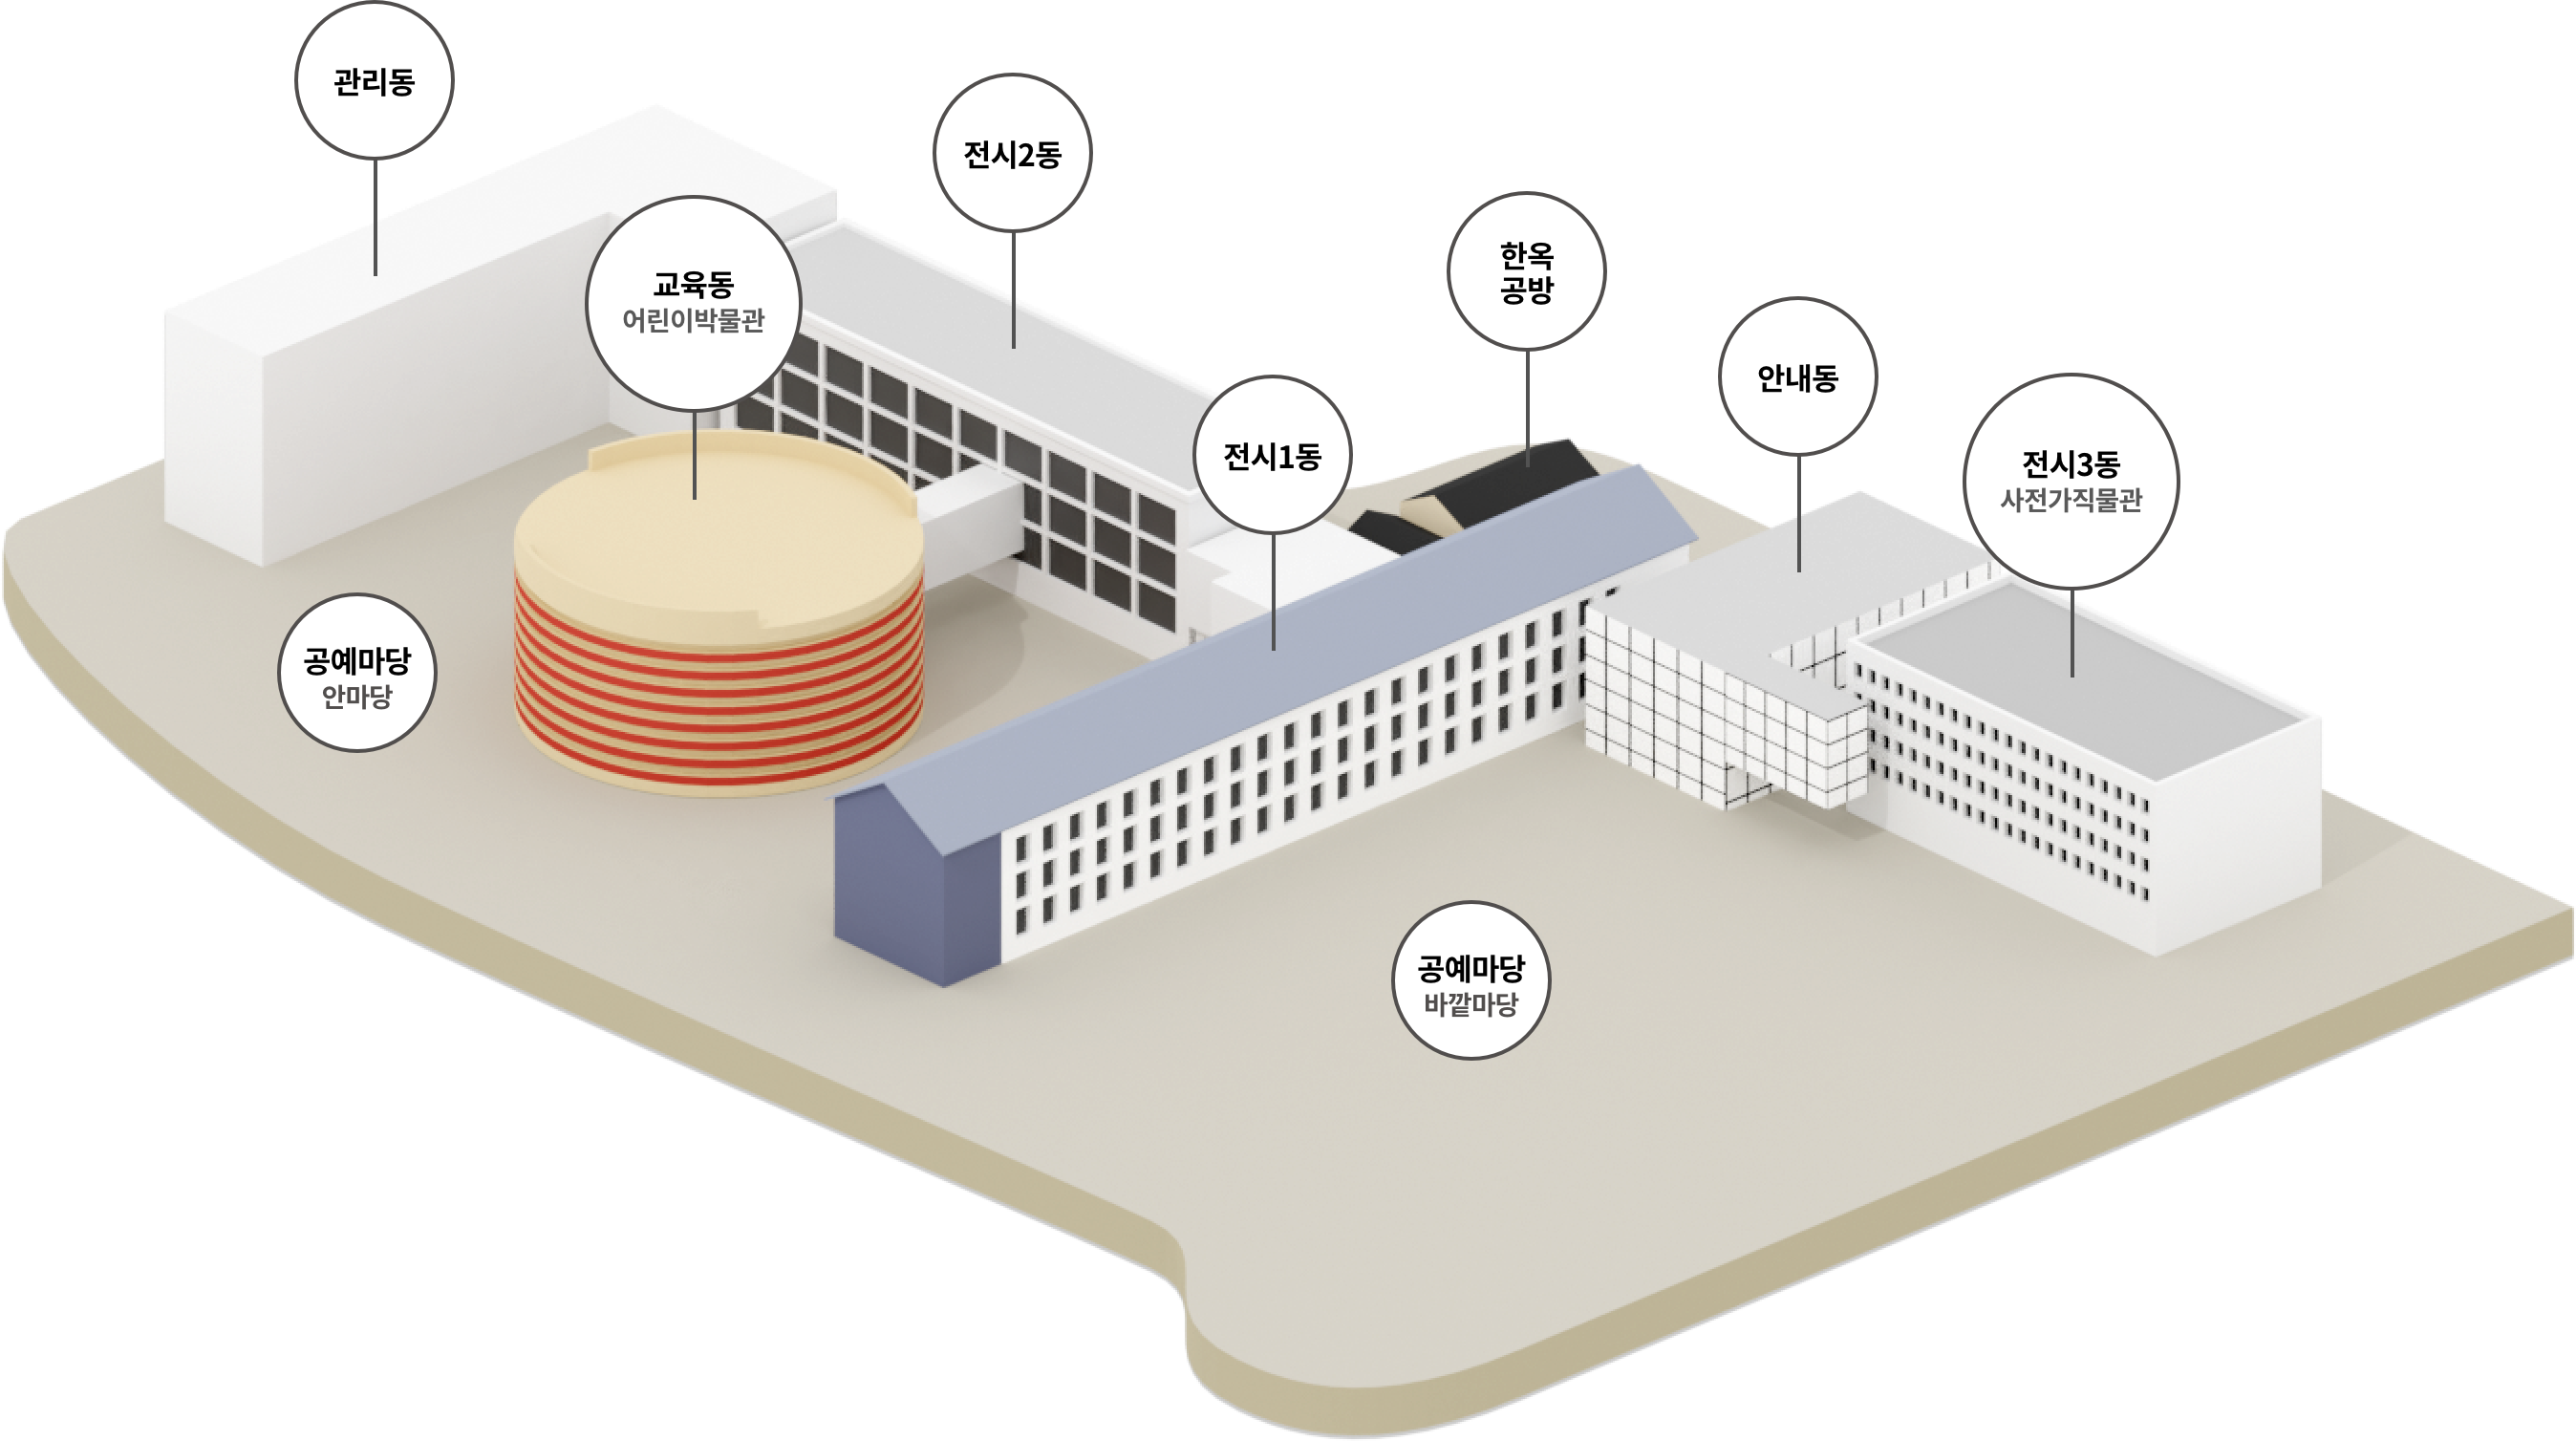 관리동
전시2동
교육동
어린이박물관
한옥
공방
안내동
전시1동
전시3동
사전가직물관
공예마당
안마당
공예마당
바깥마당